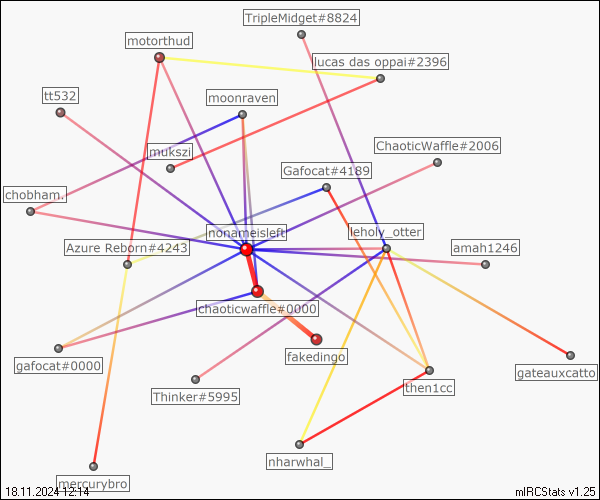 TripleMidget#8824
motorthud
lucas das oppai#2396
tt532
moonraven
mukszi
ChaoticWaffle#2006
Gafocat#4189
chobham.
nonameisleft
leholy_otter
Azure Reborn#4243
amah1246
chaoticwaffle#0000
fakedingo
gafocat#0000
gateauxcatto
then1cc
Thinker#5995
nharwhal_
mercurybro
18.11.2024 12:14
mIRCStats v1.25